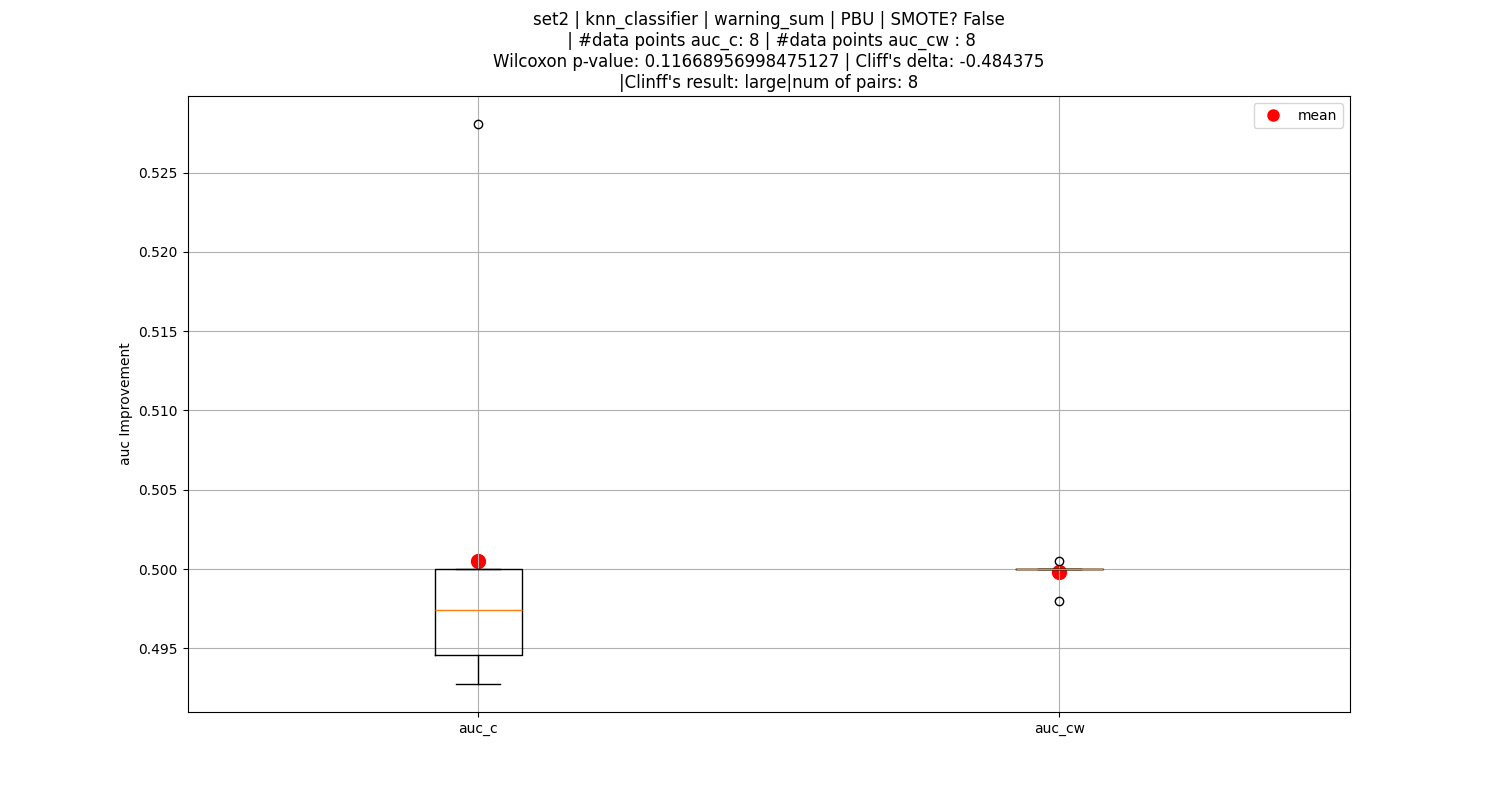 set2 | knn_classifier | warning_sum | PBU | SMOTE? False
| #data points auc_c: 8 | #data points auc_cw : 8
Wilcoxon p-value: 0.11668956998475127 | Cliff's delta: -0.484375
|Clinff's result: large|num of pairs: 8
mean
0.525
0.520
0.515
0.510
0.505
0.500
0.495
auc Improvement
auc_c
auc_cw